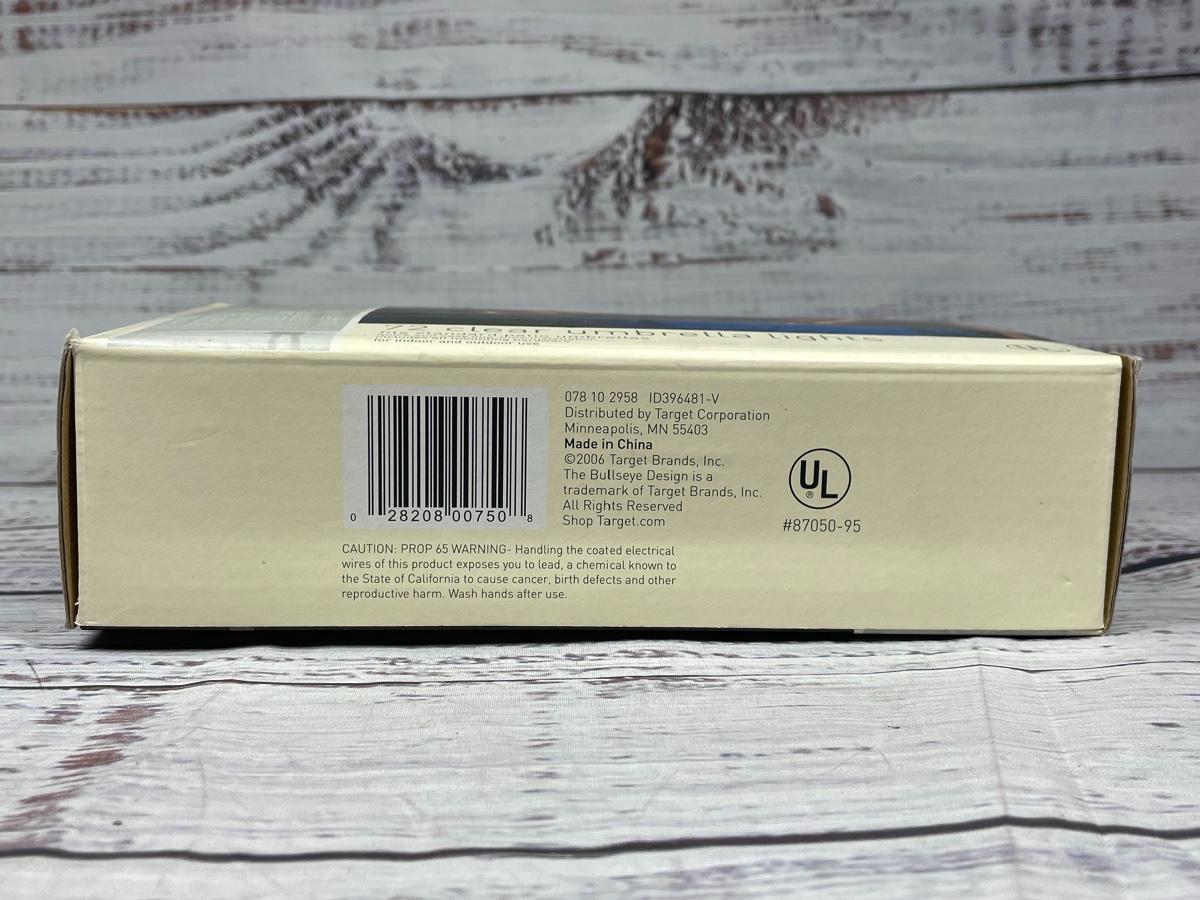 72 clear umbrella lights
for indoor and outdoor use
078 10 2958 ID396481-V
Distributed by Target Corporation
Minneapolis, MN 55403
Made in China
©2006 Target Brands, Inc.
The Bullseye Design is a
trademark of Target Brands, Inc.
All Rights Reserved
Shop Target.com
0 28208 00750 8
UL
®
#87050-95
CAUTION: PROP 65 WARNING- Handling the coated electrical
wires of this product exposes you to lead, a chemical known to
the State of California to cause cancer, birth defects and other
reproductive harm. Wash hands after use.